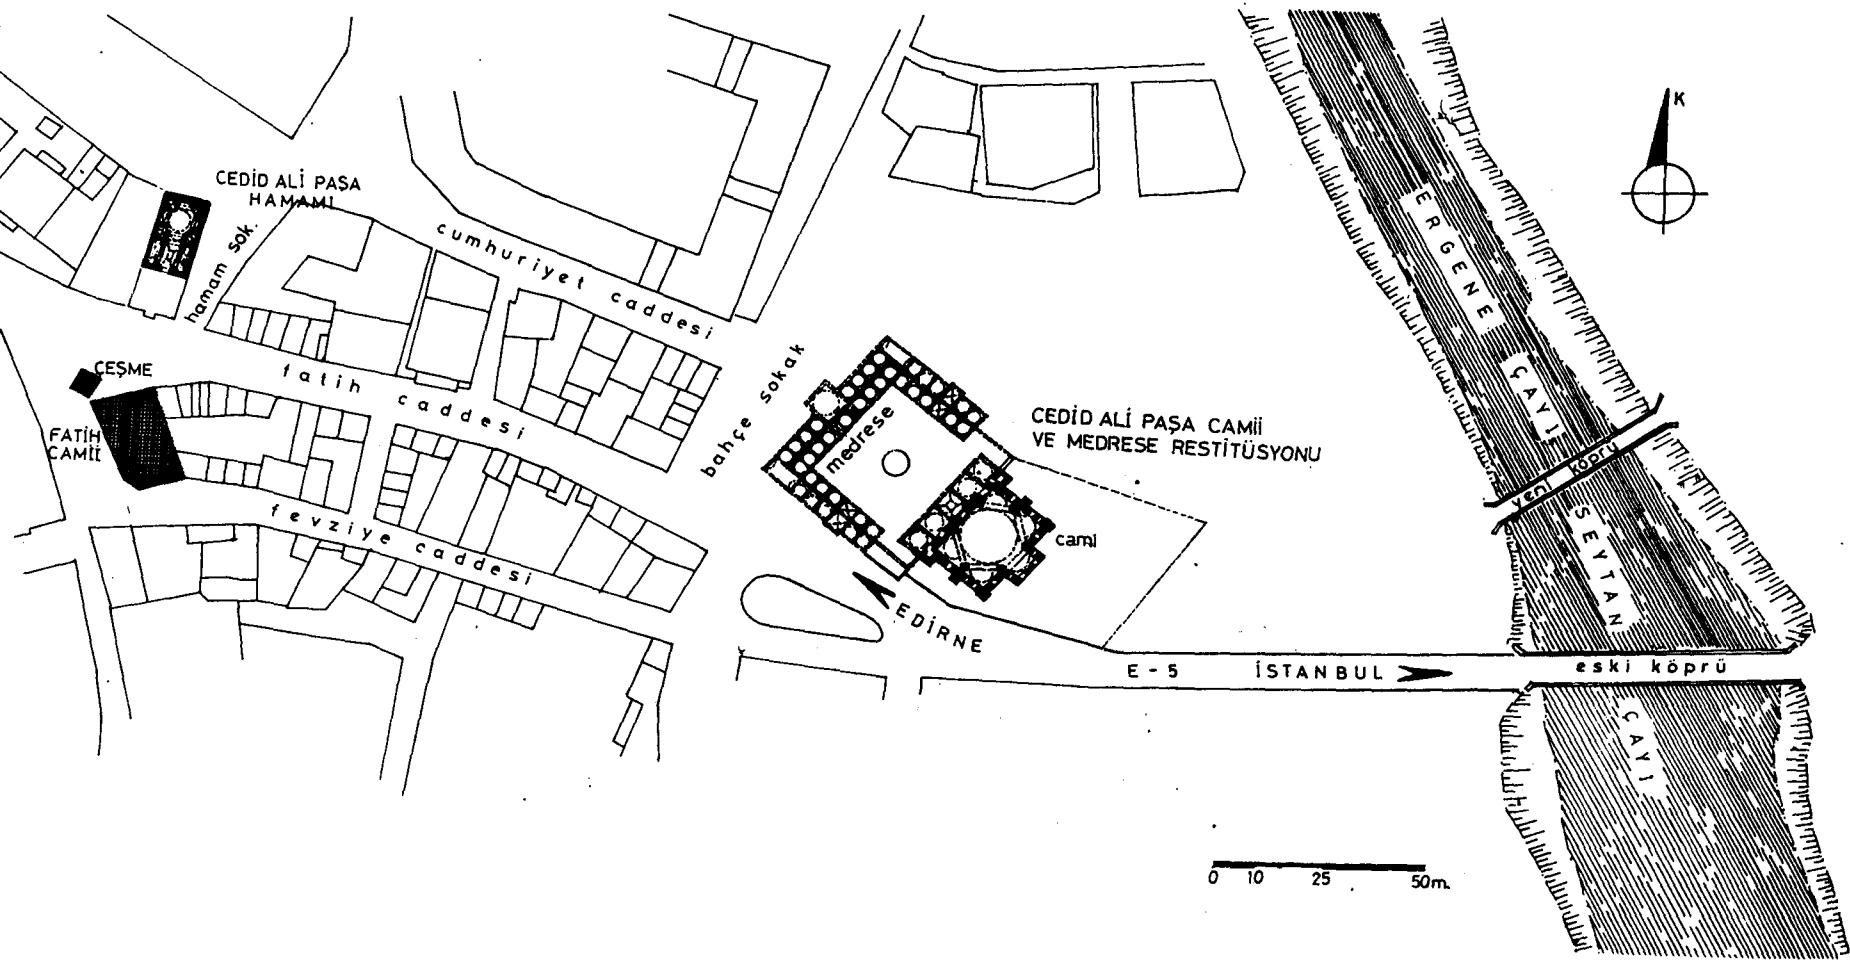 K
CEDİD ALİ PAŞA
HAMAMI
hamam sok.
cumhuriyet caddesi
ERGENE
ÇAYI
ÇEŞME
fatih caddesi
bahçe sokak
medrese
CEDİD ALİ PAŞA CAMİİ
VE MEDRESE RESTİTÜSYONU
FATİH
CAMİİ
yeni köprü
fevziye caddesi
cami
SEYTAN
EDİRNE
E-5 İSTANBUL
eski köprü
ÇAYI
0 10 25 50m.